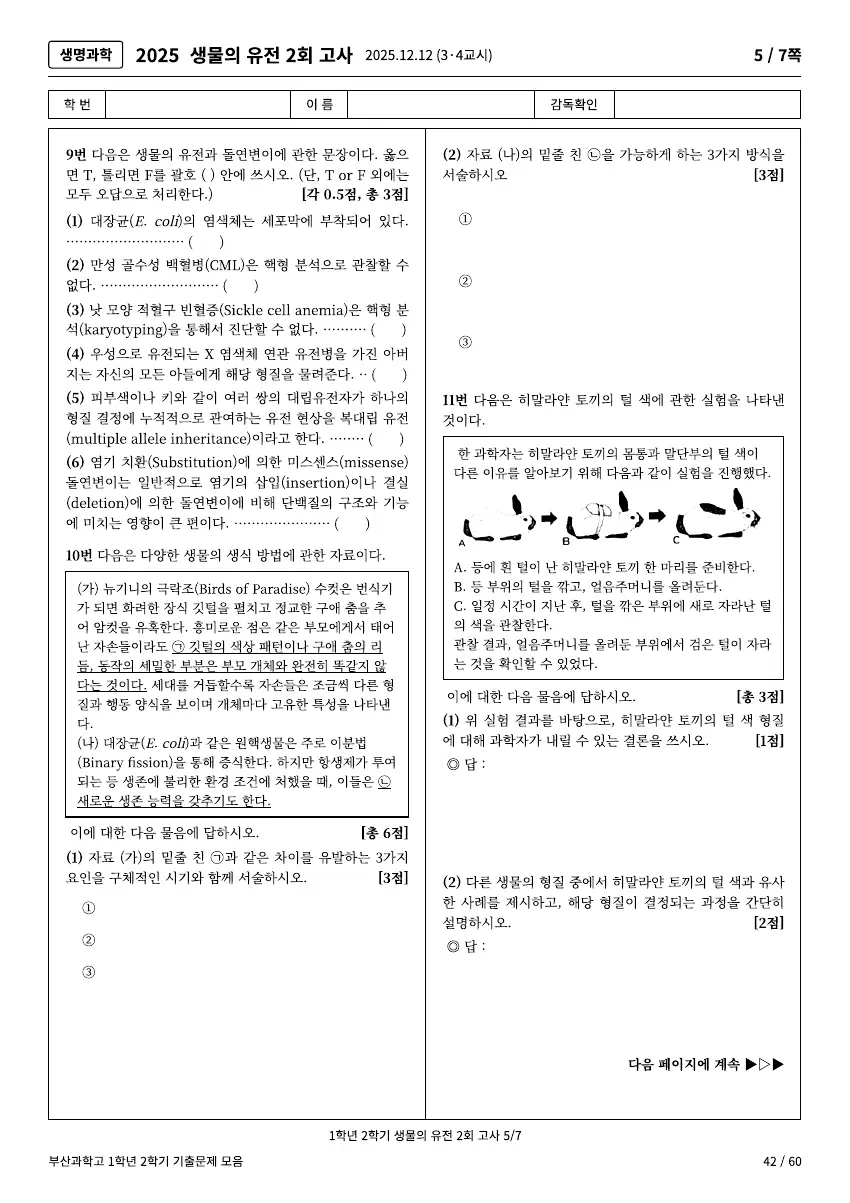 생명과학 2025 생물의 유전 2회 고사 2025.12.12 (3·4교시) 5 / 7쪽
학 번 이 름 감독확인
9번 다음은 생물의 유전과 돌연변이에 관한 문장이다. 옳으
면 T, 틀리면 F를 괄호 ( ) 안에 쓰시오. (단, T or F 외에는
모두 오답으로 처리한다.) [각 0.5점, 총 3점]
(1) 대장균(E. coli)의 염색체는 세포막에 부착되어 있다.
··························· ( )
(2) 만성 골수성 백혈병(CML)은 핵형 분석으로 관찰할 수
없다. ··························· ( )
(3) 낫 모양 적혈구 빈혈증(Sickle cell anemia)은 핵형 분
석(karyotyping)을 통해서 진단할 수 없다. ·········· ( )
(4) 우성으로 유전되는 X 염색체 연관 유전병을 가진 아버
지는 자신의 모든 아들에게 해당 형질을 물려준다. ·· ( )
(5) 피부색이나 키와 같이 여러 쌍의 대립유전자가 하나의
형질 결정에 누적적으로 관여하는 유전 현상을 복대립 유전
(multiple allele inheritance)이라고 한다. ········ ( )
(6) 염기 치환(Substitution)에 의한 미스센스(missense)
돌연변이는 일반적으로 염기의 삽입(insertion)이나 결실
(deletion)에 의한 돌연변이에 비해 단백질의 구조와 기능
에 미치는 영향이 큰 편이다. ······················ ( )
10번 다음은 다양한 생물의 생식 방법에 관한 자료이다.
(가) 뉴기니의 극락조(Birds of Paradise) 수컷은 번식기
가 되면 화려한 장식 깃털을 펼치고 정교한 구애 춤을 추
어 암컷을 유혹한다. 흥미로운 점은 같은 부모에게서 태어
난 자손들이라도 ㉠ 깃털의 색상 패턴이나 구애 춤의 리
듬, 동작의 세밀한 부분은 부모 개체와 완전히 똑같지 않
다는 것이다. 세대를 거듭할수록 자손들은 조금씩 다른 형
질과 행동 양식을 보이며 개체마다 고유한 특성을 나타낸
다.
(나) 대장균(E. coli)과 같은 원핵생물은 주로 이분법
(Binary fission)을 통해 증식한다. 하지만 항생제가 투여
되는 등 생존에 불리한 환경 조건에 처했을 때, 이들은 ㉡
새로운 생존 능력을 갖추기도 한다.
이에 대한 다음 물음에 답하시오. [총 6점]
(1) 자료 (가)의 밑줄 친 ㉠과 같은 차이를 유발하는 3가지
요인을 구체적인 시기와 함께 서술하시오. [3점]
①
②
③
(2) 자료 (나)의 밑줄 친 ㉡을 가능하게 하는 3가지 방식을
서술하시오 [3점]
①
②
③
11번 다음은 히말라얀 토끼의 털 색에 관한 실험을 나타낸
것이다.
한 과학자는 히말라얀 토끼의 몸통과 말단부의 털 색이
다른 이유를 알아보기 위해 다음과 같이 실험을 진행했다.
A B C
A. 등에 흰 털이 난 히말라얀 토끼 한 마리를 준비한다.
B. 등 부위의 털을 깎고, 얼음주머니를 올려둔다.
C. 일정 시간이 지난 후, 털을 깎은 부위에 새로 자라난 털
의 색을 관찰한다.
관찰 결과, 얼음주머니를 올려둔 부위에서 검은 털이 자라
는 것을 확인할 수 있었다.
이에 대한 다음 물음에 답하시오. [총 3점]
(1) 위 실험 결과를 바탕으로, 히말라얀 토끼의 털 색 형질
에 대해 과학자가 내릴 수 있는 결론을 쓰시오. [1점]
◎ 답 :
(2) 다른 생물의 형질 중에서 히말라얀 토끼의 털 색과 유사
한 사례를 제시하고, 해당 형질이 결정되는 과정을 간단히
설명하시오. [2점]
◎ 답 :
다음 페이지에 계속 ▶▷▶
1학년 2학기 생물의 유전 2회 고사 5/7
부산과학고 1학년 2학기 기출문제 모음 42 / 60